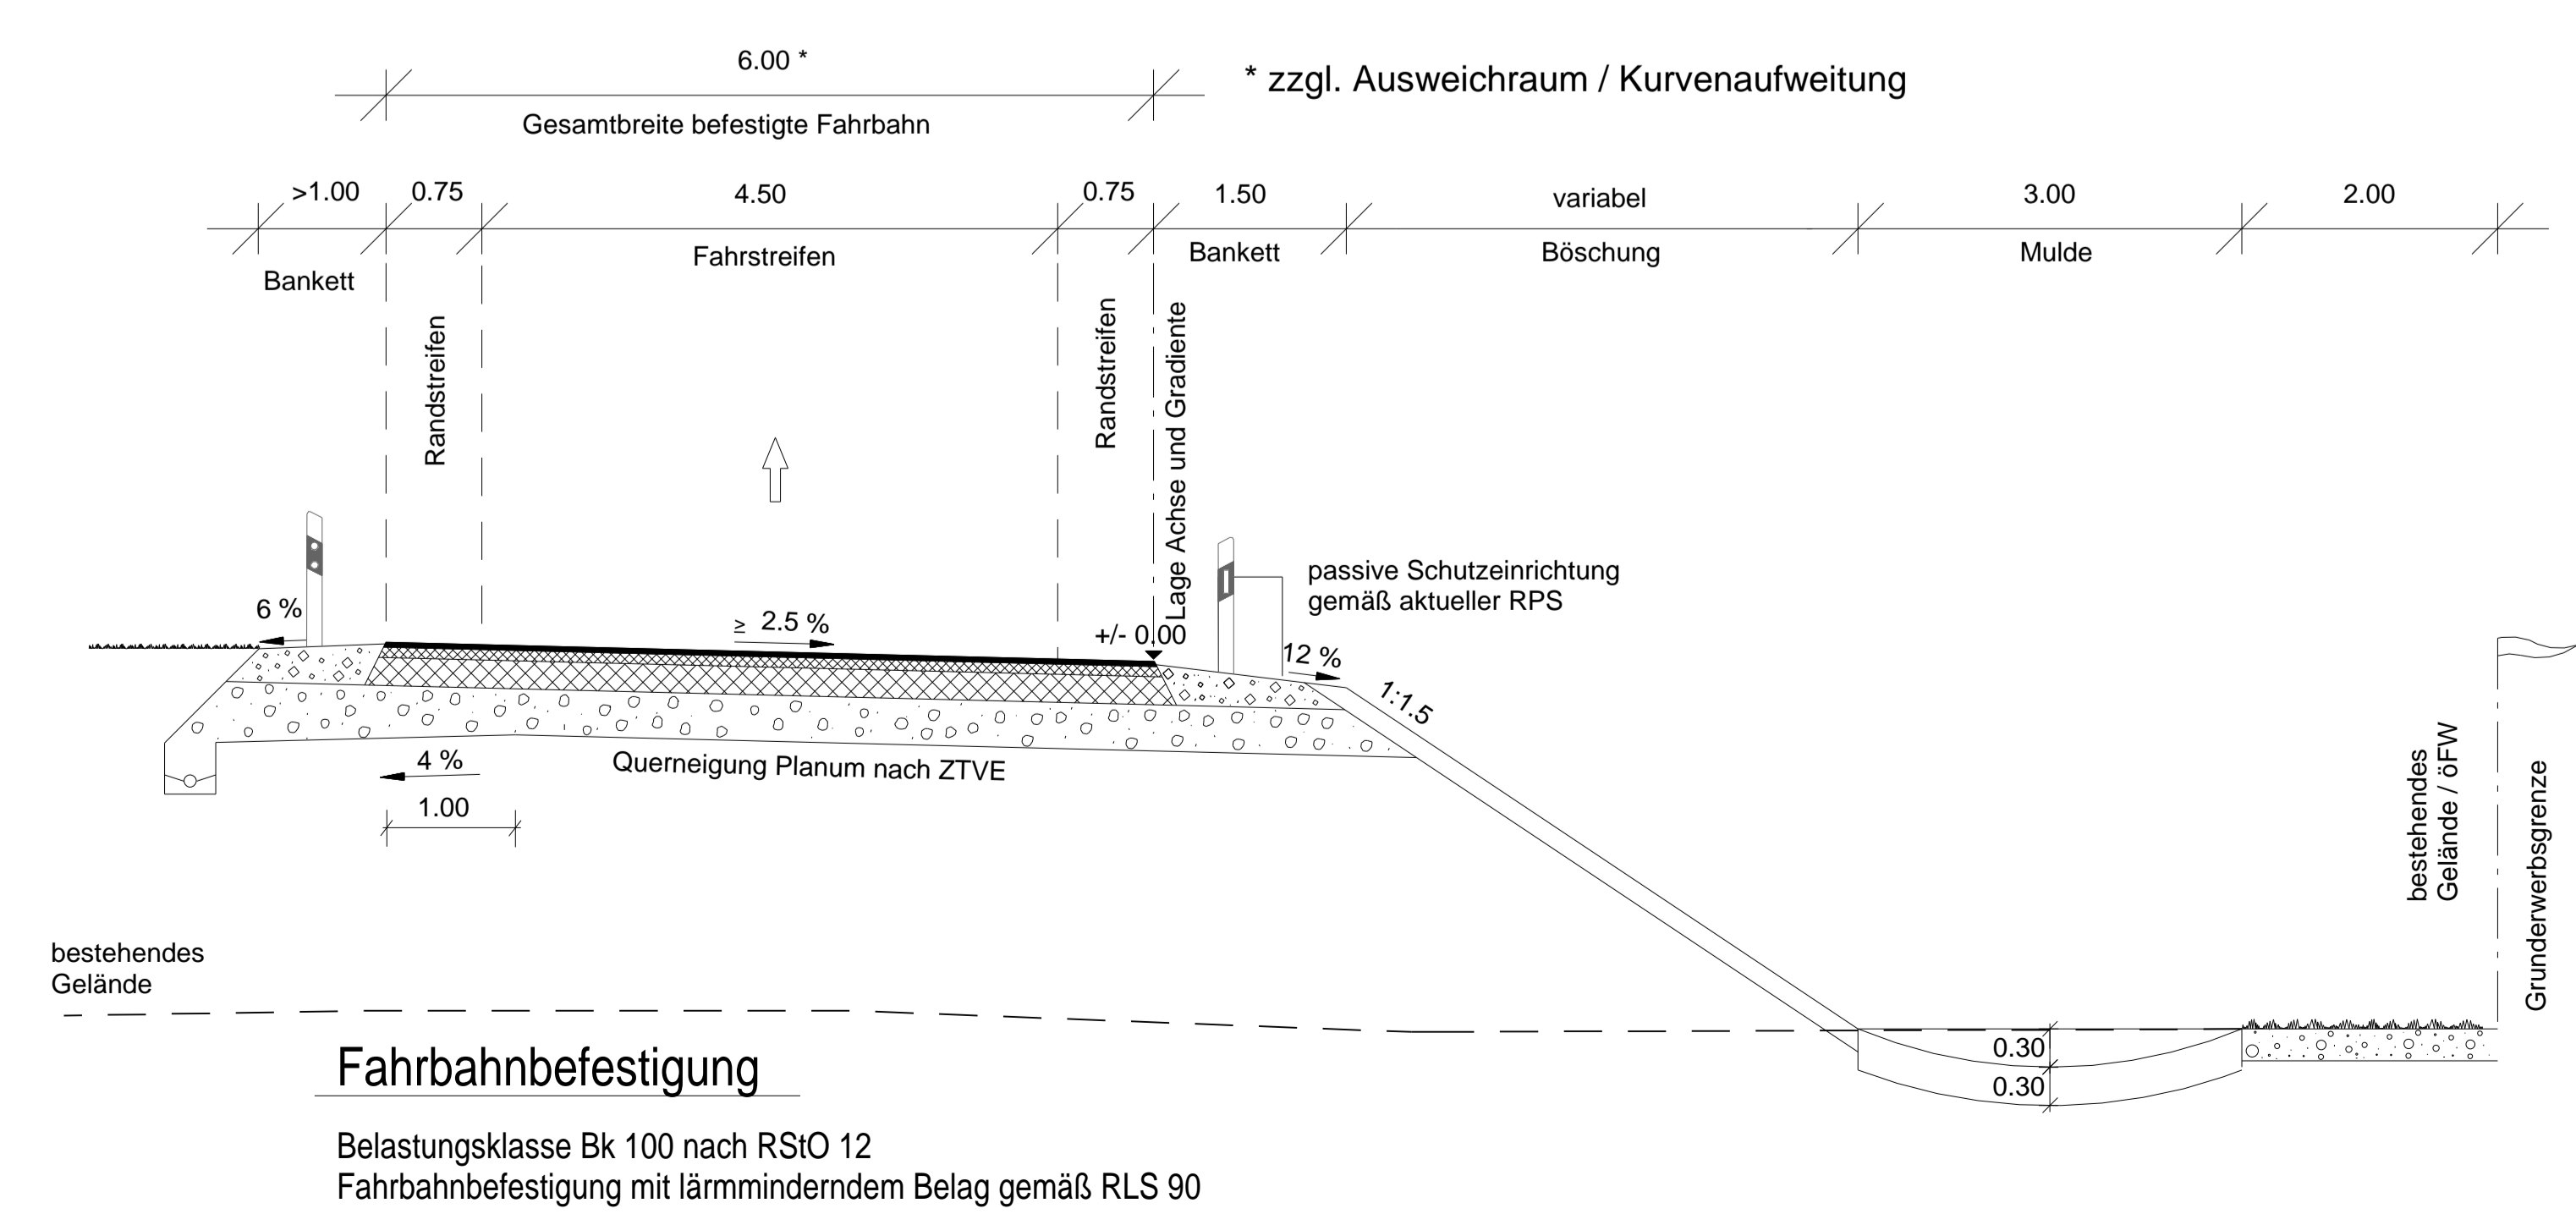 6.00 *
* zzgl. Ausweichraum / Kurvenaufweitung
Gesamtbreite befestigte Fahrbahn
>1.00
0.75
4.50
0.75
1.50
variabel
3.00
2.00
Bankett
Fahrstreifen
Bankett
Böschung
Mulde
Randstreifen
Randstreifen
Lage Achse und Gradiente
passive Schutzeinrichtung
gemäß aktueller RPS
6 %
≥ 2.5 %
+/- 0.00
12 %
1:1.5
4 %
Querneigung Planum nach ZTVE
1.00
bestehendes
Gelände / öFW
Grunderwerbsgrenze
bestehendes
Gelände
0.30
0.30
Fahrbahnbefestigung
Belastungsklasse Bk 100 nach RStO 12
Fahrbahnbefestigung mit lärmminderndem Belag gemäß RLS 90